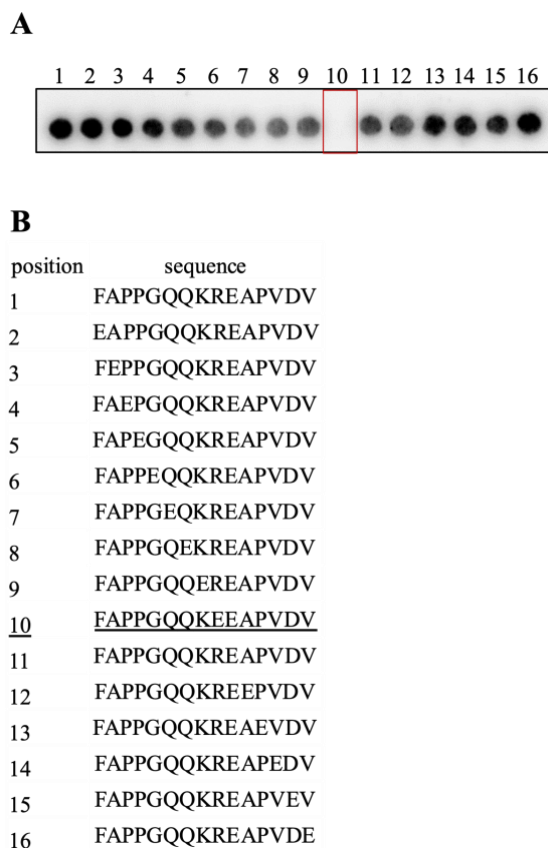 A
1 2 3 4 5 6 7 8 9 10 11 12 13 14 15 16
B
position sequence
1 FAPPGQQKREAPVDV
2 EAPPGQQKREAPVDV
3 FEPPGQQKREAPVDV
4 FAEPGQQKREAPVDV
5 FAPEGQQKREAPVDV
6 FAPPEQQKREAPVDV
7 FAPPGEQKREAPVDV
8 FAPPGQEKREAPVDV
9 FAPPGQQEREAPVDV
10 FAPPGQQKEEAPVDV
11 FAPPGQQKREAPVDV
12 FAPPGQQKREEPVDV
13 FAPPGQQKREAEVDV
14 FAPPGQQKREAPEDV
15 FAPPGQQKREAPVEV
16 FAPPGQQKREAPVDE